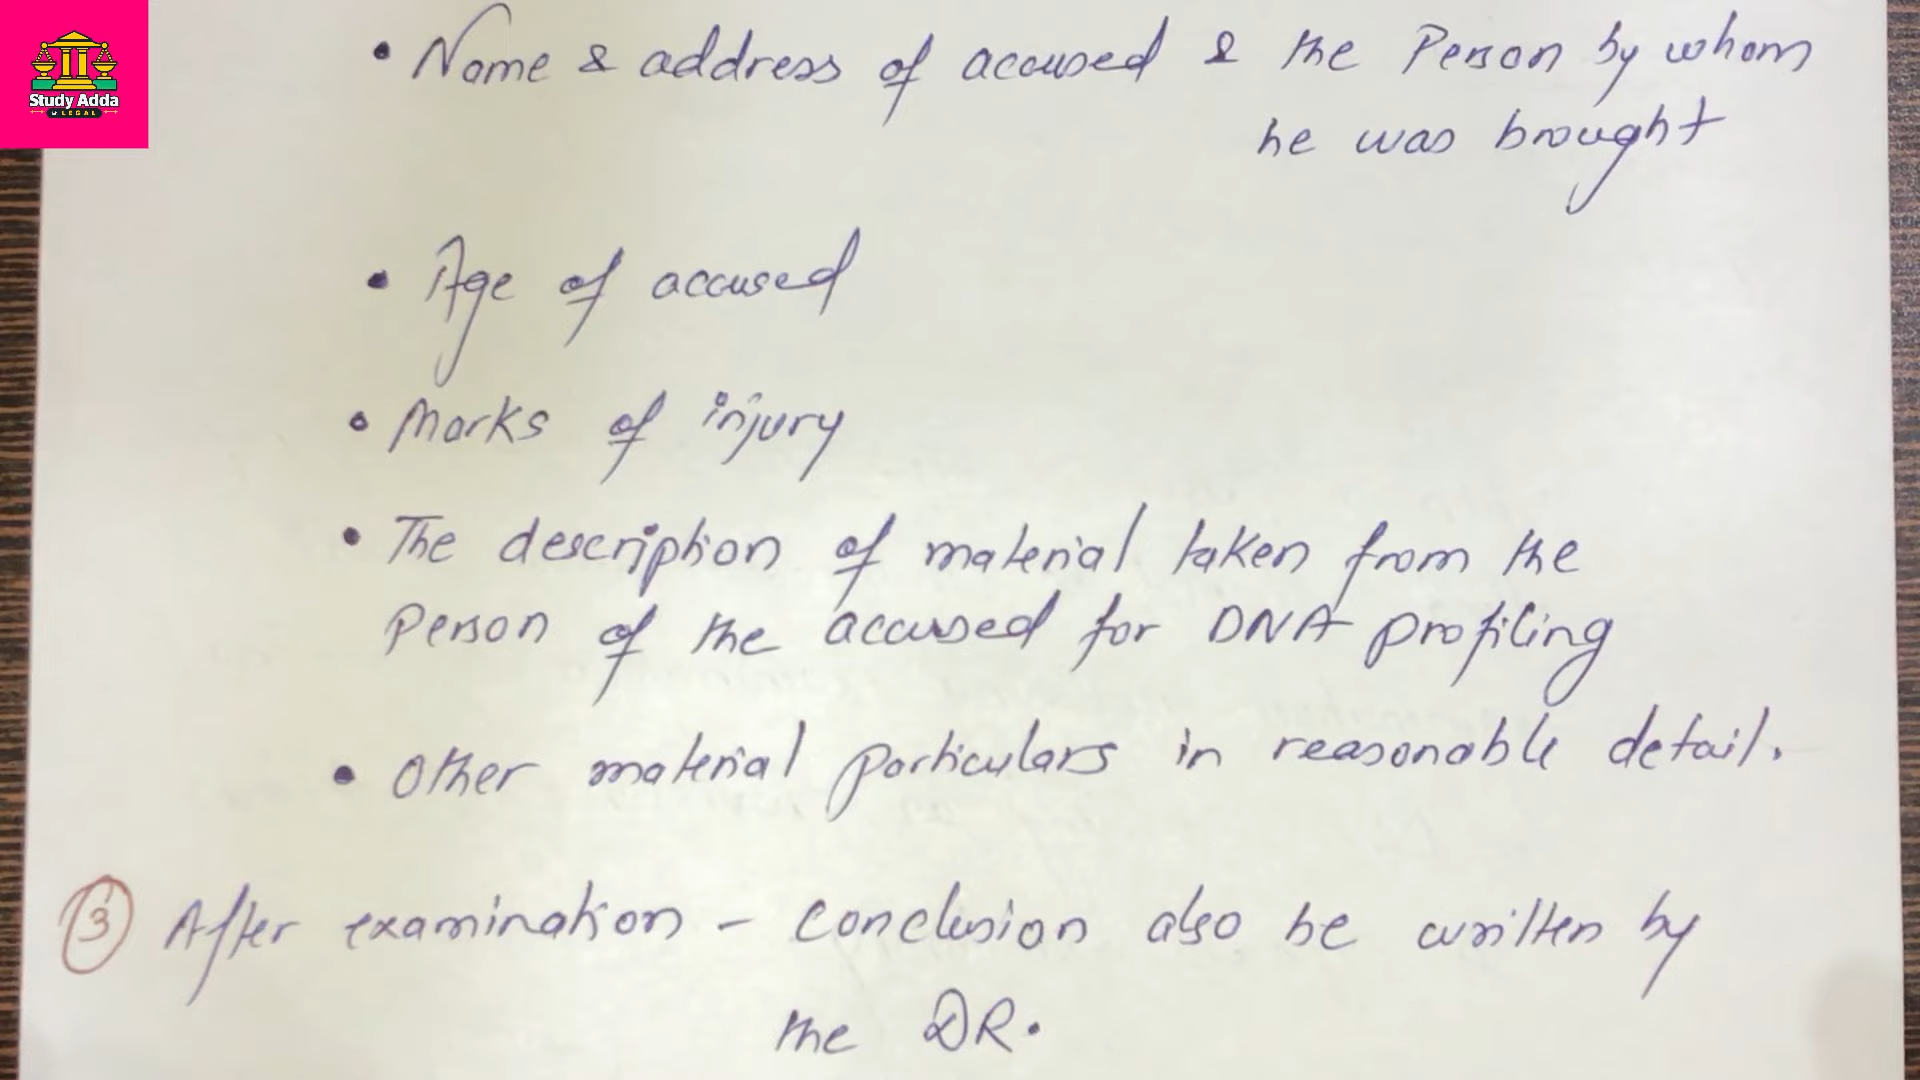 Study Adda
LEGAL
• Name & address of accused & the Person by whom
he was brought
• Age of accused
• Marks of injury
• The description of material taken from the
Person of the accused for DNA profiling
• Other material particulars in reasonable detail.
③ After examination - Conclusion also be written by
the DR.